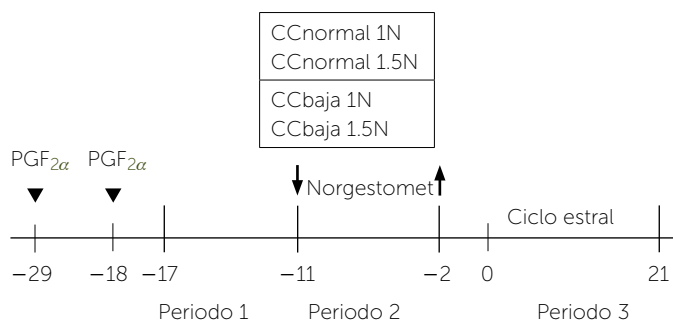 CCnormal 1N
CCnormal 1.5N
CCbaja 1N
CCbaja 1.5N
PGF2α PGF2α
Norgestomet
Ciclo estral
−29 −18 −17 −11 −2 0 21
Periodo 1 Periodo 2 Periodo 3